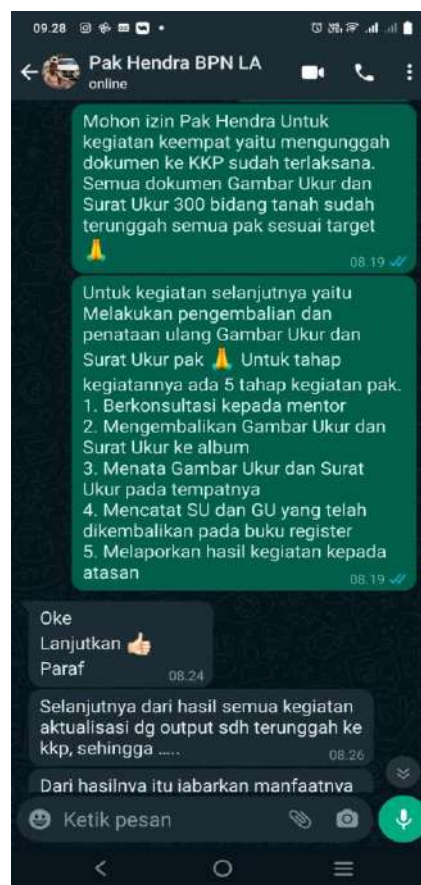 09.28
Pak Hendra BPN LA
online
Mohon izin Pak Hendra Untuk
kegiatan keempat yaitu mengunggah
dokumen ke KKP sudah terlaksana.
Semua dokumen Gambar Ukur dan
Surat Ukur 300 bidang tanah sudah
terunggah semua pak sesuai target
🙏
08.19
Untuk kegiatan selanjutnya yaitu
Melakukan pengembalian dan
penataan ulang Gambar Ukur dan
Surat Ukur pak 🙏 Untuk tahap
kegiatannya ada 5 tahap kegiatan pak.
1. Berkonsultasi kepada mentor
2. Mengembalikan Gambar Ukur dan
Surat Ukur ke album
3. Menata Gambar Ukur dan Surat
Ukur pada tempatnya
4. Mencatat SU dan GU yang telah
dikembalikan pada buku register
5. Melaporkan hasil kegiatan kepada
atasan
08.19
Oke
Lanjutkan 👍🏻
Paraf
08.24
Selanjutnya dari hasil semua kegiatan
aktualisasi dg output sdh terunggah ke
kkp, sehingga .....
08.26
Dari hasilnya itu jabarkan manfaatnya
Ketik pesan